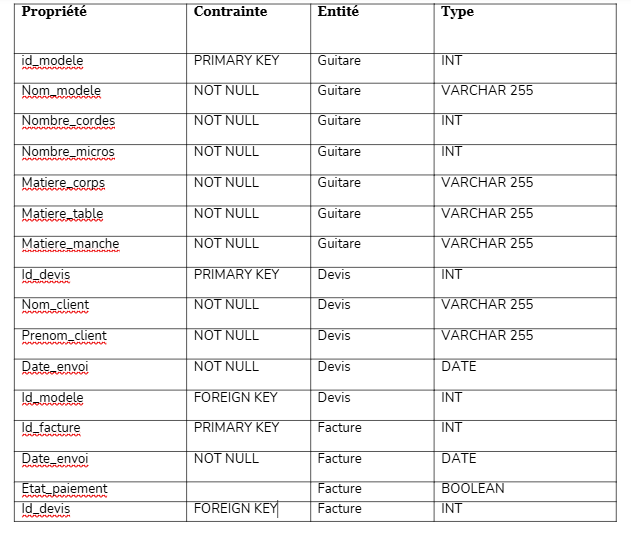 Propriété Contrainte Entité Type
id_modele PRIMARY KEY Guitare INT
Nom_modele NOT NULL Guitare VARCHAR 255
Nombre_cordes NOT NULL Guitare INT
Nombre_micros NOT NULL Guitare INT
Matiere_corps NOT NULL Guitare VARCHAR 255
Matiere_table NOT NULL Guitare VARCHAR 255
Matiere_manche NOT NULL Guitare VARCHAR 255
Id_devis PRIMARY KEY Devis INT
Nom_client NOT NULL Devis VARCHAR 255
Prenom_client NOT NULL Devis VARCHAR 255
Date_envoi NOT NULL Devis DATE
Id_modele FOREIGN KEY Devis INT
Id_facture PRIMARY KEY Facture INT
Date_envoi NOT NULL Facture DATE
Etat_paiement Facture BOOLEAN
Id_devis FOREIGN KEY Facture INT